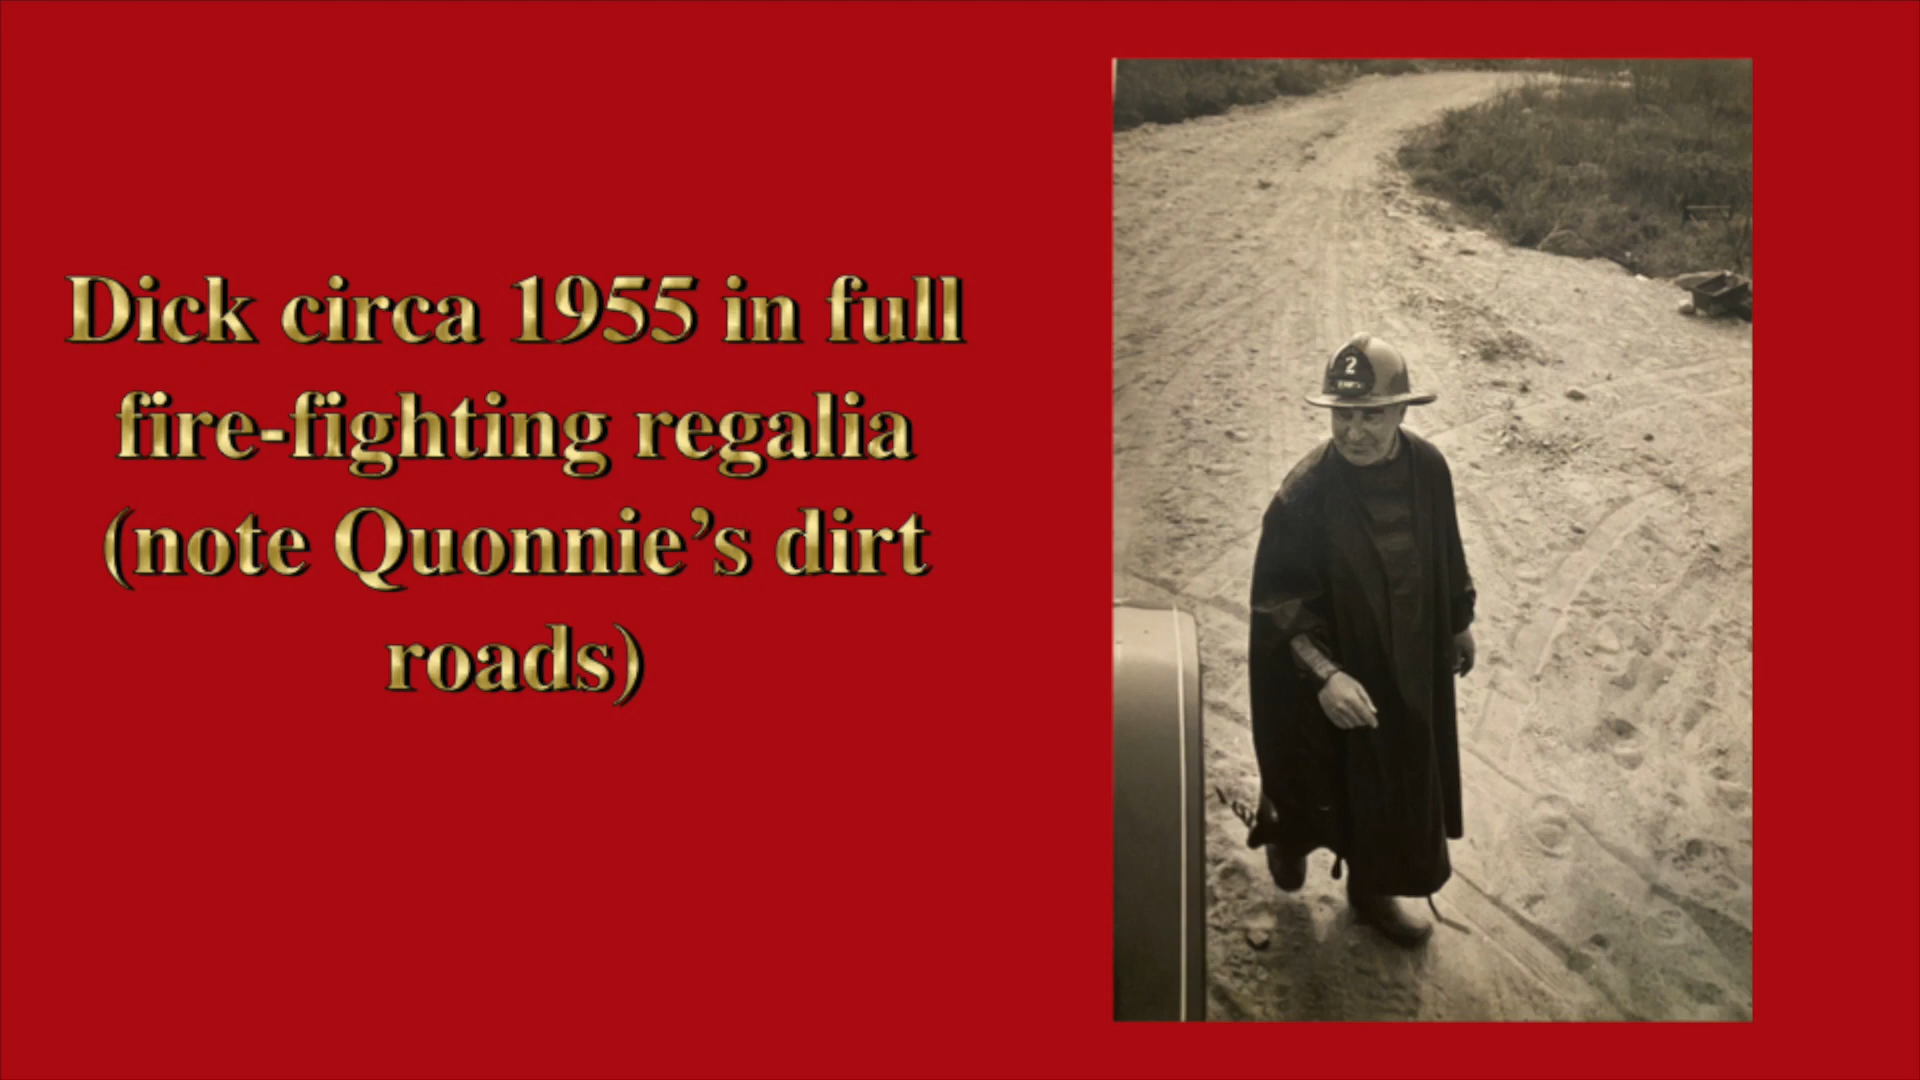 Dick circa 1955 in full
fire-fighting regalia
(note Quonnie’s dirt
roads)
2